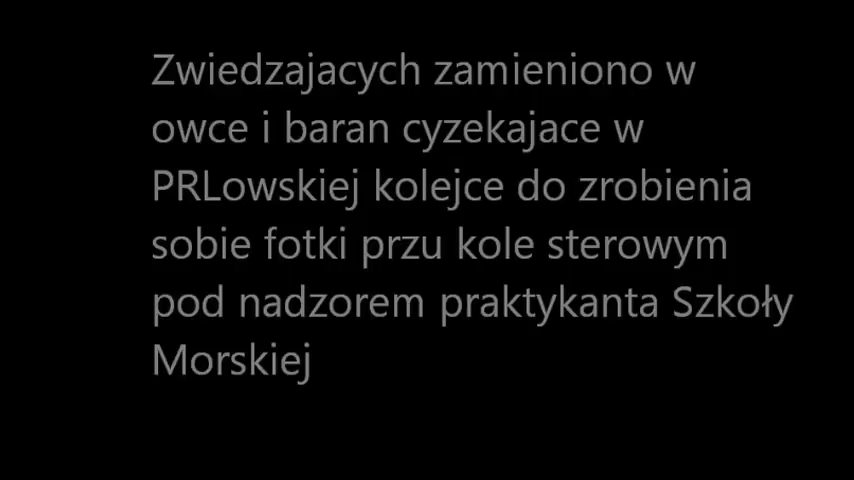 Zwiedzajacych zamieniono w
owce i baran cyzekajace w
PRLowskiej kolejce do zrobienia
sobie fotki przu kole sterowym
pod nadzorem praktykanta Szkoły
Morskiej